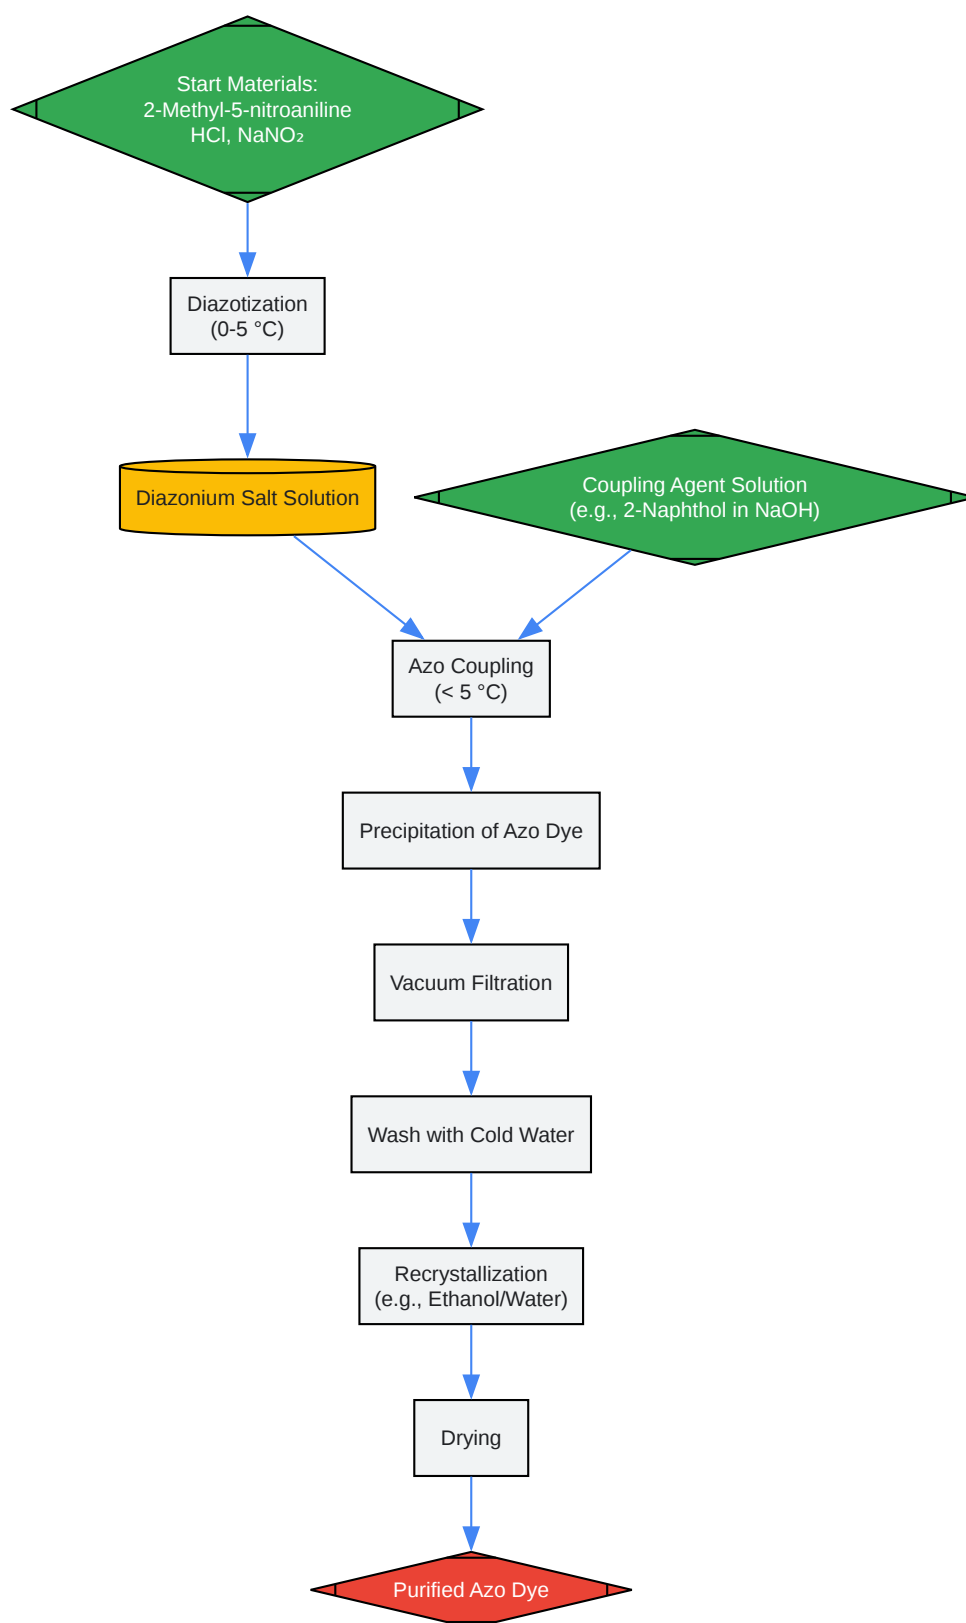 Start Materials:
2-Methyl-5-nitroaniline
HCl, NaNO₂
Diazotization
(0-5 °C)
Diazonium Salt Solution
Coupling Agent Solution
(e.g., 2-Naphthol in NaOH)
Azo Coupling
(< 5 °C)
Precipitation of Azo Dye
Vacuum Filtration
Wash with Cold Water
Recrystallization
(e.g., Ethanol/Water)
Drying
Purified Azo Dye